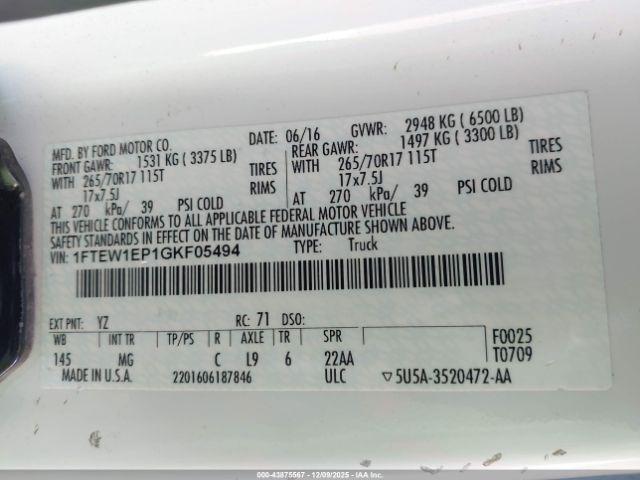 MFD. BY FORD MOTOR CO. DATE: 06/16 GVWR: 2948 KG ( 6500 LB)
FRONT GAWR: 1531 KG ( 3375 LB) REAR GAWR: 1497 KG ( 3300 LB)
WITH 265/70R17 115T TIRES WITH 265/70R17 115T TIRES
17x7.5J RIMS 17x7.5J RIMS
AT 270 kPa/ 39 PSI COLD AT 270 kPa/ 39 PSI COLD
THIS VEHICLE CONFORMS TO ALL APPLICABLE FEDERAL MOTOR VEHICLE
SAFETY STANDARDS IN EFFECT ON THE DATE OF MANUFACTURE SHOWN ABOVE.
VIN: 1FTEW1EP1GKF05494 TYPE: Truck
EXT PNT: YZ RC: 71 DSO:
WB INT TR TP/PS R AXLE TR SPR F0025
145 MG C L9 6 22AA T0709
MADE IN U.S.A. 2201606187846 ULC ▽5U5A-3520472-AA
000-43875567 - 12/09/2025 - © IAA Holdings, LLC